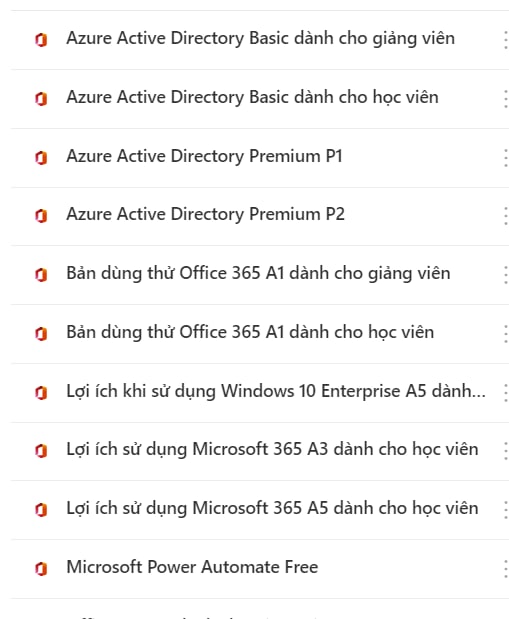 Azure Active Directory Basic dành cho giảng viên
Azure Active Directory Basic dành cho học viên
Azure Active Directory Premium P1
Azure Active Directory Premium P2
Bản dùng thử Office 365 A1 dành cho giảng viên
Bản dùng thử Office 365 A1 dành cho học viên
Lợi ích khi sử dụng Windows 10 Enterprise A5 dành...
Lợi ích sử dụng Microsoft 365 A3 dành cho học viên
Lợi ích sử dụng Microsoft 365 A5 dành cho học viên
Microsoft Power Automate Free